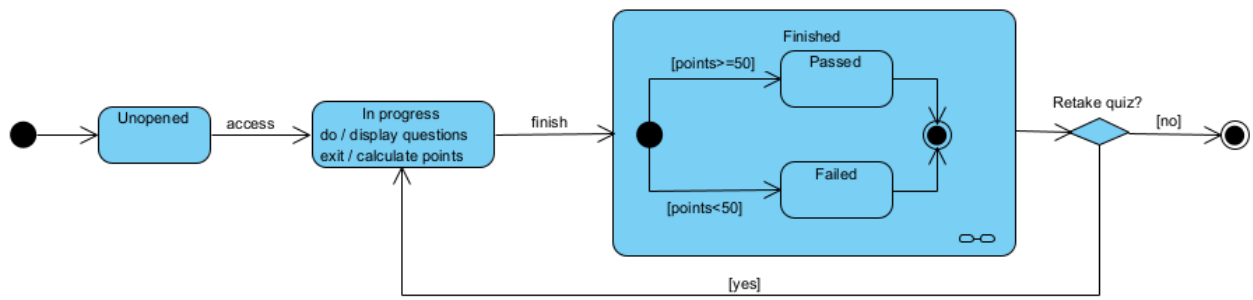 Unopened
access
In progress
do / display questions
exit / calculate points
finish
Finished
[points>=50]
Passed
[points<50]
Failed
Retake quiz?
[no]
[yes]